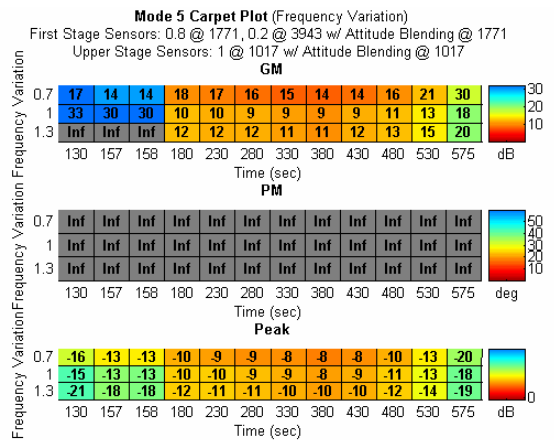 Mode 5 Carpet Plot (Frequency Variation)
First Stage Sensors: 0.8 @ 1771, 0.2 @ 3943 w/ Attitude Blending @ 1771
Upper Stage Sensors: 1 @ 1017 w/ Attitude Blending @ 1017
GM
Frequency Variation
0.7 17 14 14 18 17 16 15 14 14 16 21 30
1 33 30 30 10 10 9 9 9 9 11 13 18
1.3 Inf Inf Inf 12 12 12 11 11 12 13 15 20
130 157 158 180 230 280 330 380 430 480 530 575
Time (sec)
30
20
10
dB
PM
Frequency Variation
0.7 Inf Inf Inf Inf Inf Inf Inf Inf Inf Inf Inf Inf
1 Inf Inf Inf Inf Inf Inf Inf Inf Inf Inf Inf Inf
1.3 Inf Inf Inf Inf Inf Inf Inf Inf Inf Inf Inf Inf
130 157 158 180 230 280 330 380 430 480 530 575
Time (sec)
50
40
30
20
10
deg
Peak
Frequency Variation
0.7 -16 -13 -13 -10 -9 -9 -8 -8 -8 -10 -13 -20
1 -15 -13 -13 -10 -10 -9 -9 -8 -9 -10 -13 -18
1.3 -21 -18 -18 -12 -11 -11 -10 -10 -10 -12 -14 -19
130 157 158 180 230 280 330 380 430 480 530 575
Time (sec)
0
dB